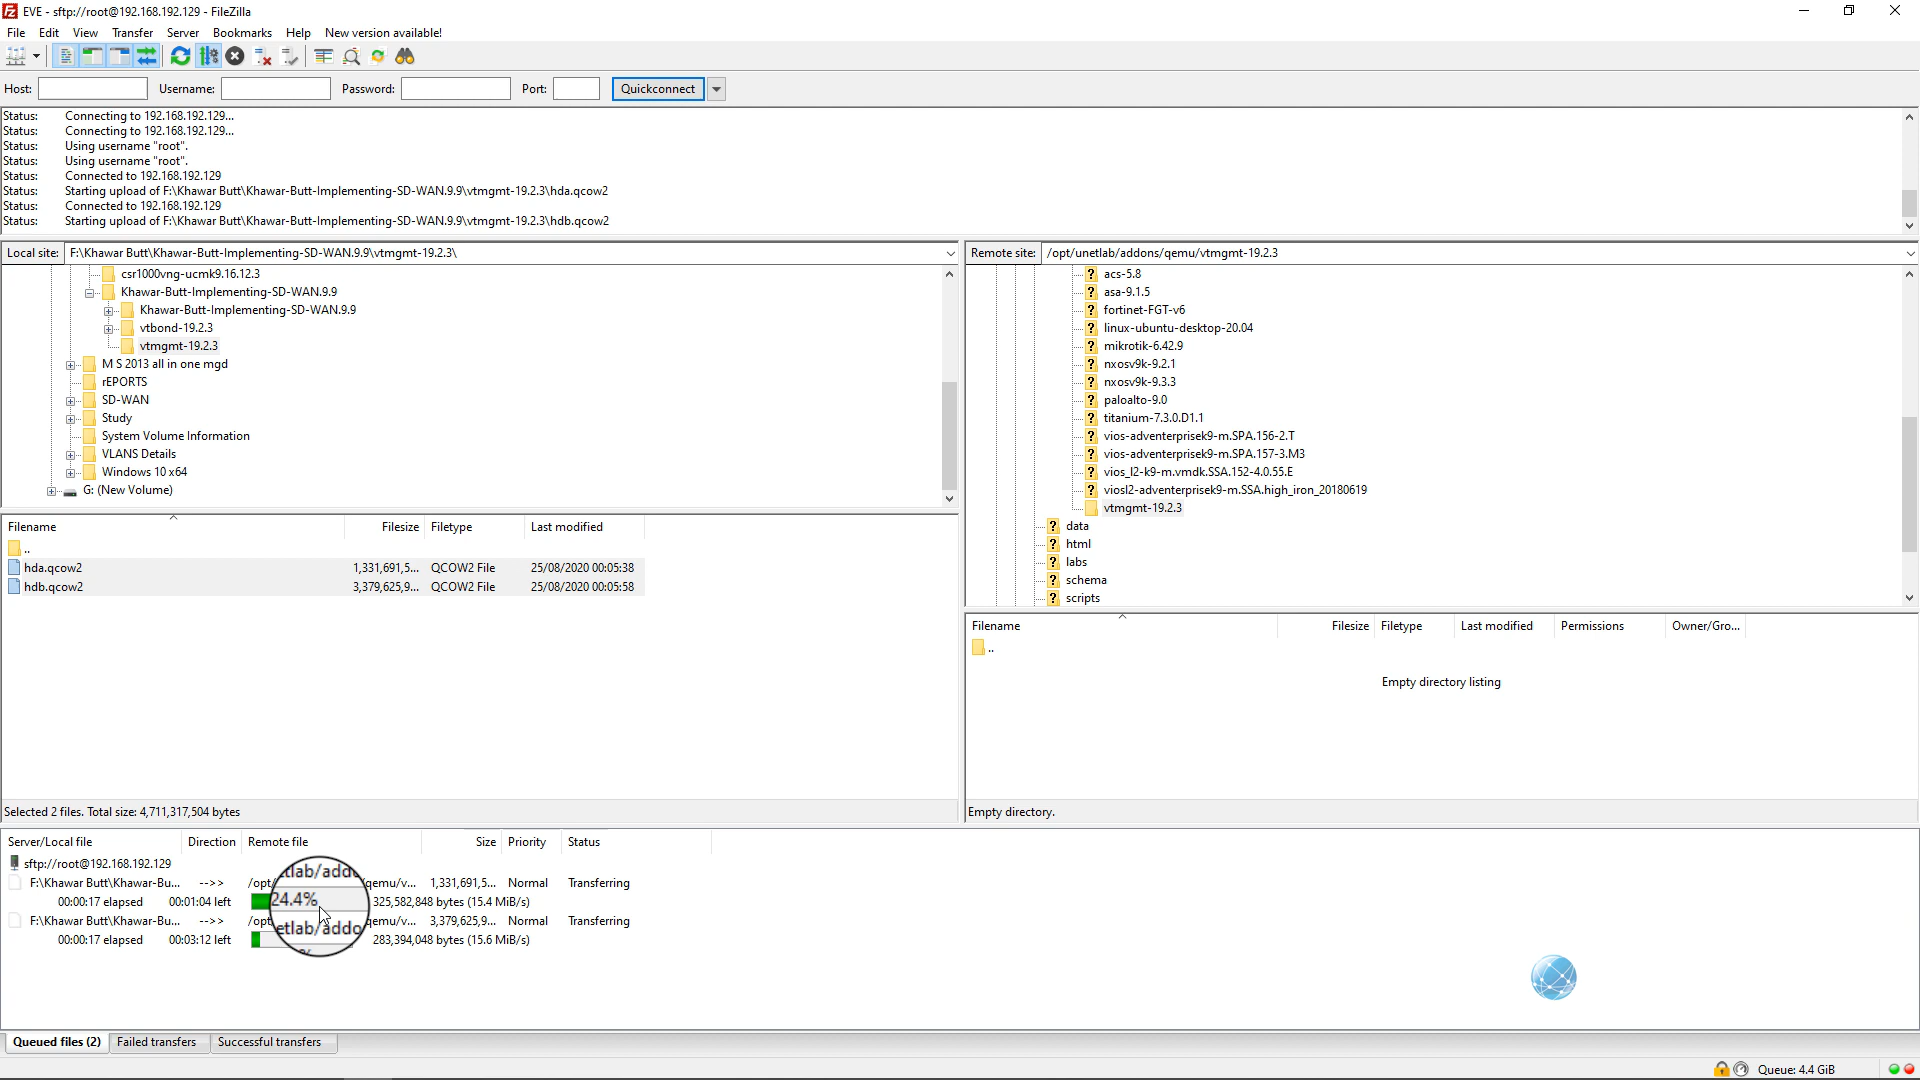 EVE - sftp://root@192.168.192.129 - FileZilla
File Edit View Transfer Server Bookmarks Help New version available!
Host: Username: Password: Port: Quickconnect
Status: Connecting to 192.168.192.129...
Status: Connecting to 192.168.192.129...
Status: Using username "root".
Status: Using username "root".
Status: Connected to 192.168.192.129
Status: Starting upload of F:\Khawar Butt\Khawar-Butt-Implementing-SD-WAN.9.9\vtmgmt-19.2.3\hda.qcow2
Status: Connected to 192.168.192.129
Status: Starting upload of F:\Khawar Butt\Khawar-Butt-Implementing-SD-WAN.9.9\vtmgmt-19.2.3\hdb.qcow2
Local site: F:\Khawar Butt\Khawar-Butt-Implementing-SD-WAN.9.9\vtmgmt-19.2.3\
csr1000vng-ucmk9.16.12.3
Khawar-Butt-Implementing-SD-WAN.9.9
Khawar-Butt-Implementing-SD-WAN.9.9
vtbond-19.2.3
vtmgmt-19.2.3
M S 2013 all in one mgd
rEPORTS
SD-WAN
Study
System Volume Information
VLANS Details
Windows 10 x64
G: (New Volume)
Filename Filesize Filetype Last modified
..
hda.qcow2 1,331,691,5... QCOW2 File 25/08/2020 00:05:38
hdb.qcow2 3,379,625,9... QCOW2 File 25/08/2020 00:05:58
Selected 2 files. Total size: 4,711,317,504 bytes
Remote site: /opt/unetlab/addons/qemu/vtmgmt-19.2.3
acs-5.8
asa-9.1.5
fortinet-FGT-v6
linux-ubuntu-desktop-20.04
mikrotik-6.42.9
nxosv9k-9.2.1
nxosv9k-9.3.3
paloalto-9.0
titanium-7.3.0.D1.1
vios-adventerprisek9-m.SPA.156-2.T
vios-adventerprisek9-m.SPA.157-3.M3
vios_l2-k9-m.vmdk.SSA.152-4.0.55.E
viosl2-adventerprisek9-m.SSA.high_iron_20180619
vtmgmt-19.2.3
data
html
labs
schema
scripts
Filename Filesize Filetype Last modified Permissions Owner/Gro...
..
Empty directory listing
Empty directory.
Server/Local file Direction Remote file Size Priority Status
sftp://root@192.168.192.129
F:\Khawar Butt\Khawar-Bu... -->> /opt/ tlab/addo qemu/v... 1,331,691,5... Normal Transferring
00:00:17 elapsed 00:01:04 left 24.4% 325,582,848 bytes (15.4 MiB/s)
F:\Khawar Butt\Khawar-Bu... -->> /opt etlab/addo qemu/v... 3,379,625,9... Normal Transferring
00:00:17 elapsed 00:03:12 left 283,394,048 bytes (15.6 MiB/s)
Queued files (2) Failed transfers Successful transfers
Queue: 4.4 GiB